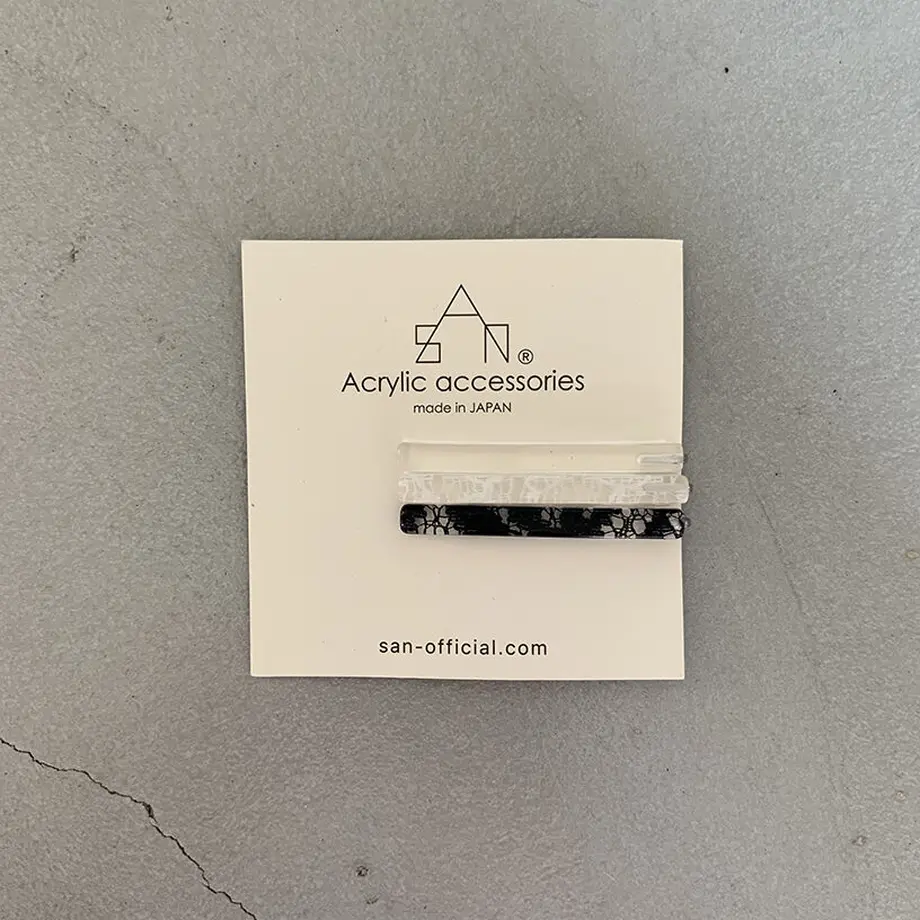 SAN®
Acrylic accessories
made in JAPAN
san-official.com